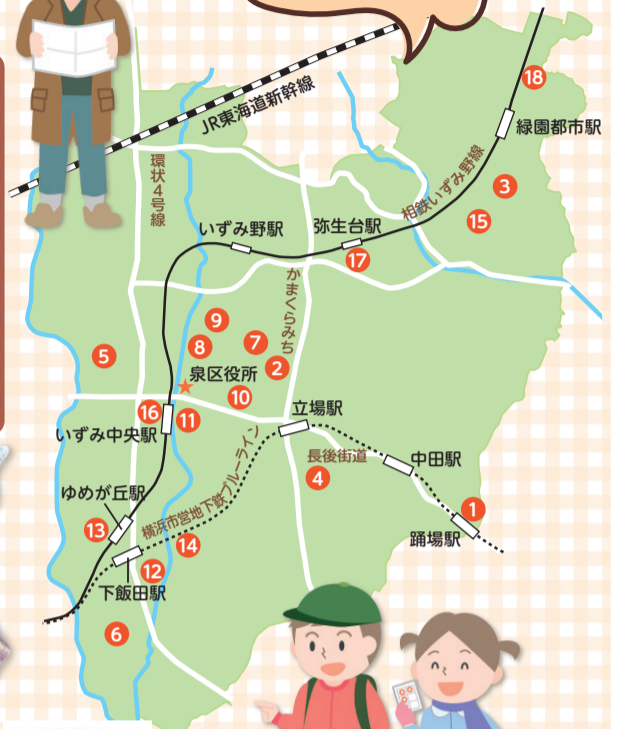 JR東海道新幹線
18
緑園都市駅
環状4号線
3
相鉄いずみ野線
15
いずみ野駅
弥生台駅
17
かまくらみち
9
5
8
7
2
泉区役所
10
16
11
立場駅
いずみ中央駅
長後街道
中田駅
4
ゆめが丘駅
横浜市営地下鉄ブルーライン
1
13
踊場駅
14
12
下飯田駅
6